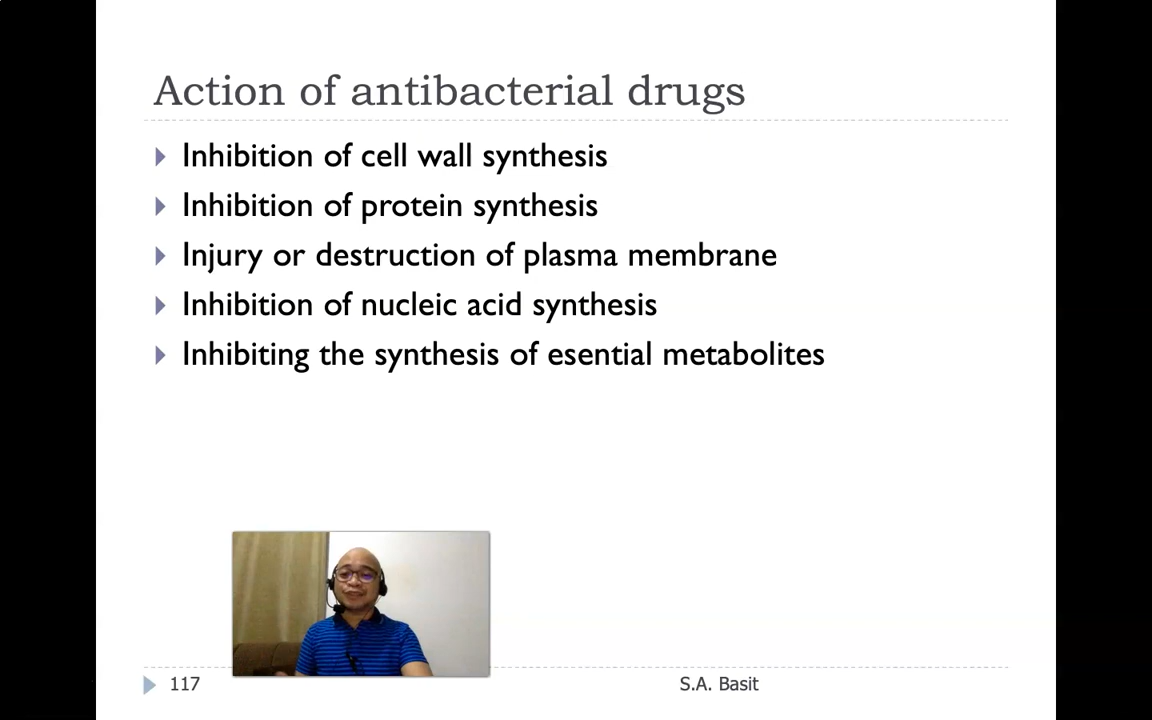 Action of antibacterial drugs
Inhibition of cell wall synthesis
Inhibition of protein synthesis
Injury or destruction of plasma membrane
Inhibition of nucleic acid synthesis
Inhibiting the synthesis of esential metabolites
117
S.A. Basit